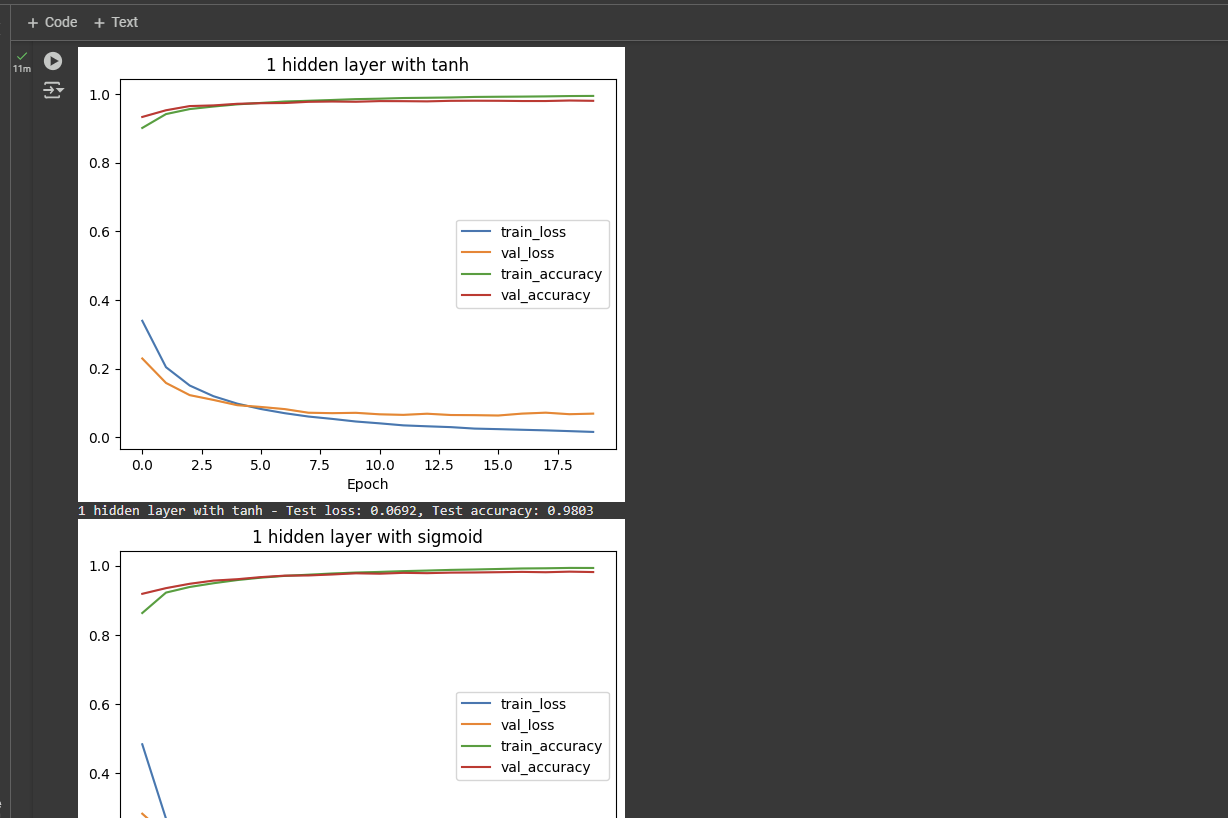 + Code + Text
11m
1 hidden layer with tanh
1.0
0.8
0.6
0.4
0.2
0.0
train_loss
val_loss
train_accuracy
val_accuracy
0.0 2.5 5.0 7.5 10.0 12.5 15.0 17.5
Epoch
1 hidden layer with tanh - Test loss: 0.0692, Test accuracy: 0.9803
1 hidden layer with sigmoid
1.0
0.8
0.6
0.4
train_loss
val_loss
train_accuracy
val_accuracy